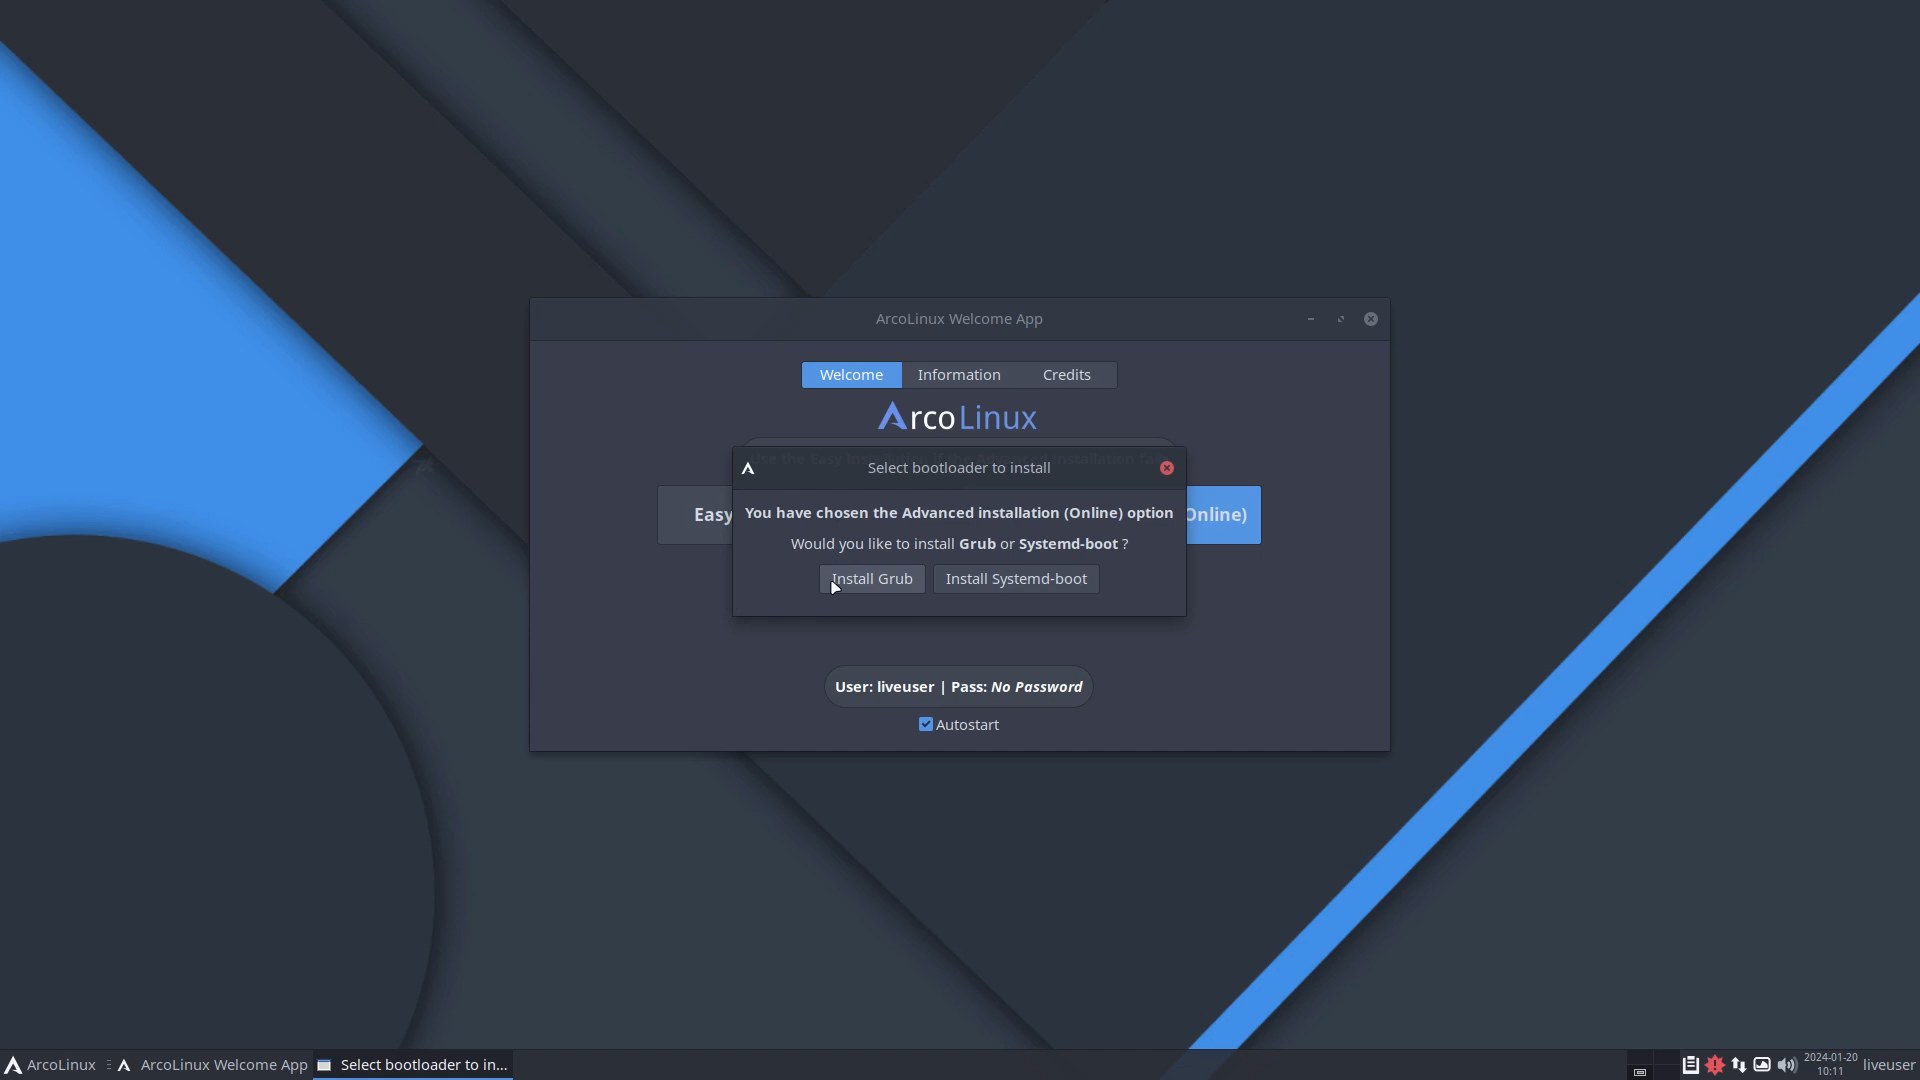 ArcoLinux Welcome App
Welcome Information Credits
ArcoLinux
Select bootloader to install
Easy
You have chosen the Advanced installation (Online) option
Online)
Would you like to install Grub or Systemd-boot ?
Install Grub Install Systemd-boot
User: liveuser | Pass: No Password
Autostart
ArcoLinux ArcoLinux Welcome App Select bootloader to in... 2024-01-20 liveuser
10:11